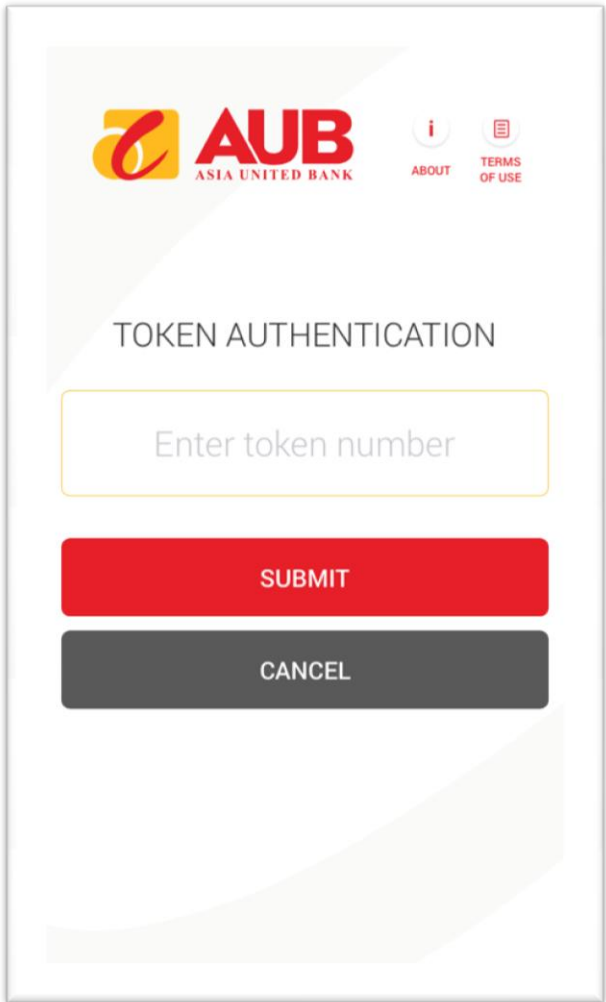 AUB
ASIA UNITED BANK
i
ABOUT
TERMS
OF USE
TOKEN AUTHENTICATION
Enter token number
SUBMIT
CANCEL